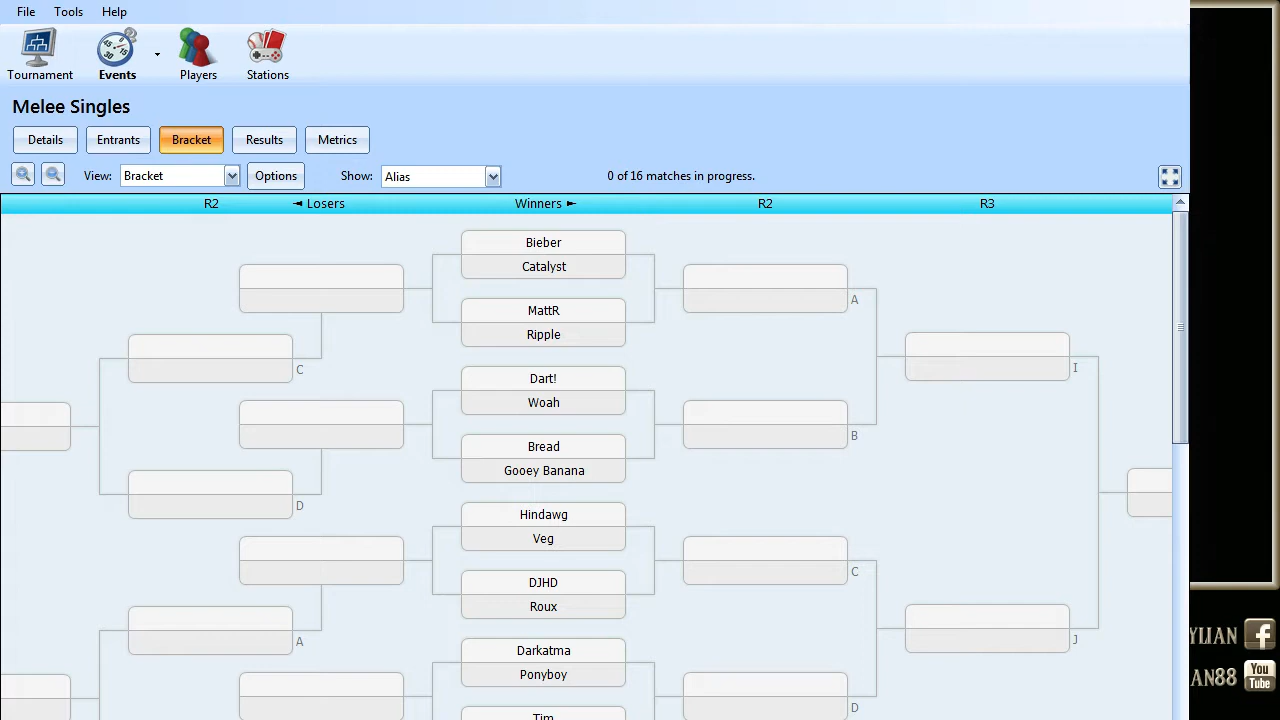 File Tools Help
Tournament Events Players Stations
Melee Singles
Details Entrants Bracket Results Metrics
View: Bracket Options Show: Alias 0 of 16 matches in progress.
R2 ◄ Losers Winners ► R2 R3
Bieber
Catalyst
A
MattR
Ripple
I
C
Dart!
Woah
B
Bread
Gooey Banana
D
Hindawg
Veg
C
DJHD
Roux
YLIAN f
A
J
Darkatma
Ponyboy
AN88 You Tube
D
Tim